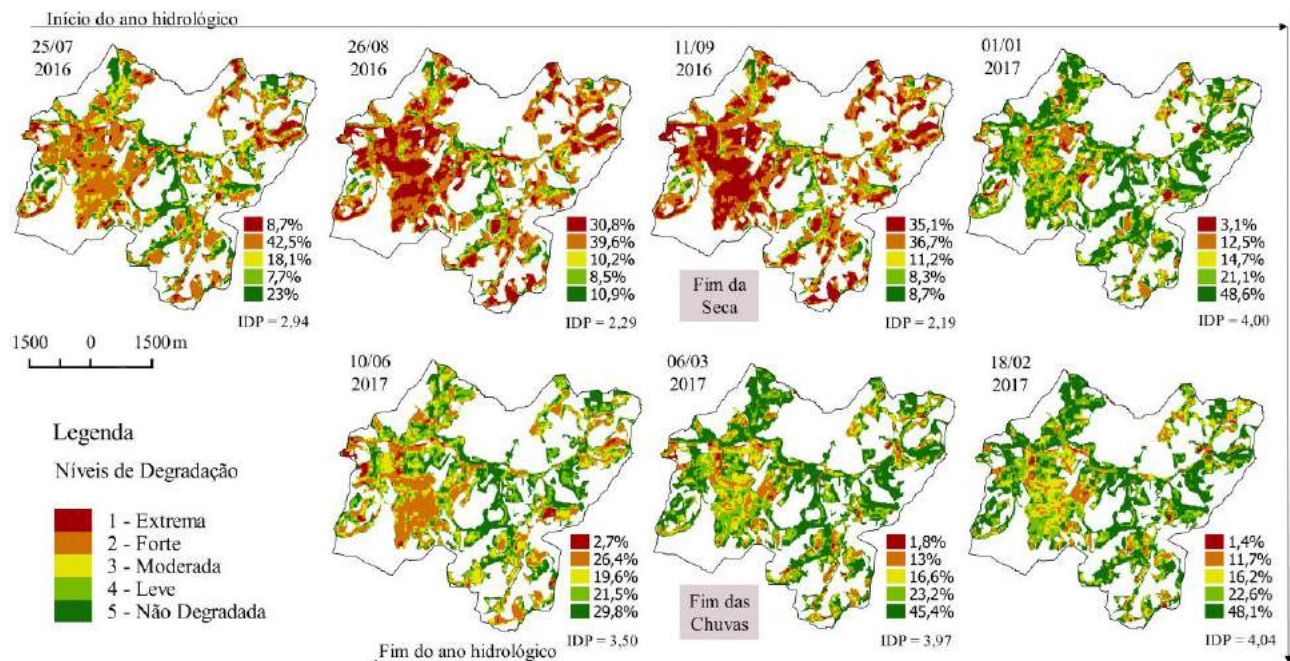 Início do ano hidrológico
25/07
2016
8,7%
42,5%
18,1%
7,7%
23%
IDP = 2,94
26/08
2016
30,8%
39,6%
10,2%
8,5%
10,9%
IDP = 2,29
11/09
2016
Fim da
Seca
35,1%
36,7%
11,2%
8,3%
8,7%
IDP = 2,19
01/01
2017
3,1%
12,5%
14,7%
21,1%
48,6%
IDP = 4,00
1500 0 1500 m
Legenda
Níveis de Degradação
1 - Extrema
2 - Forte
3 - Moderada
4 - Leve
5 - Não Degradada
10/06
2017
2,7%
26,4%
19,6%
21,5%
29,8%
IDP = 3,50
06/03
2017
Fim das
Chuvas
1,8%
13%
16,6%
23,2%
45,4%
IDP = 3,97
18/02
2017
1,4%
11,7%
16,2%
22,6%
48,1%
IDP = 4,04
Fim do ano hidrológico